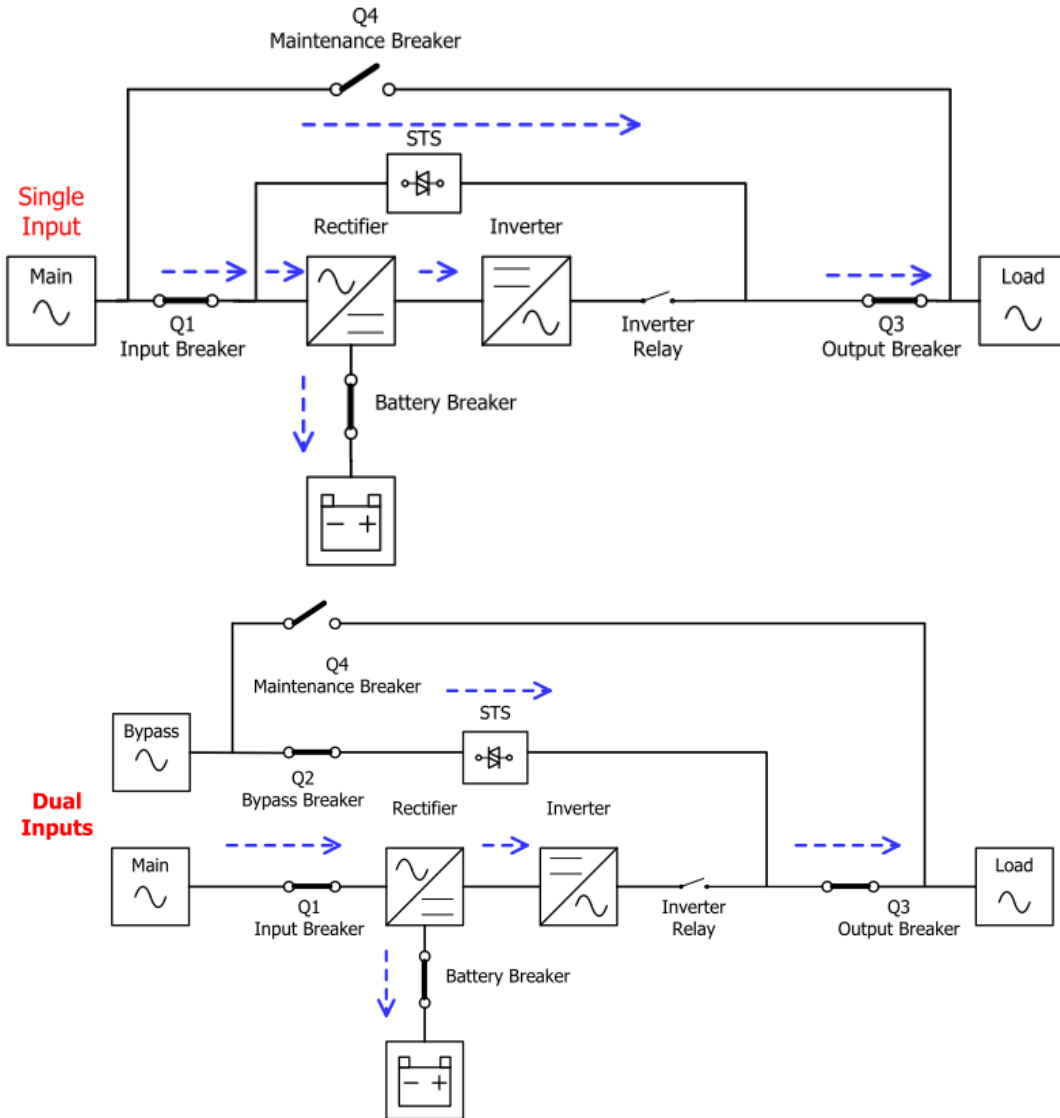 Q4
Maintenance Breaker
STS
Single
Input
Rectifier
Inverter
Main
Load
Q1
Input Breaker
Inverter
Relay
Q3
Output Breaker
Battery Breaker
Q4
Maintenance Breaker
STS
Bypass
Q2
Bypass Breaker
Dual
Inputs
Rectifier
Inverter
Main
Load
Q1
Input Breaker
Inverter
Relay
Q3
Output Breaker
Battery Breaker